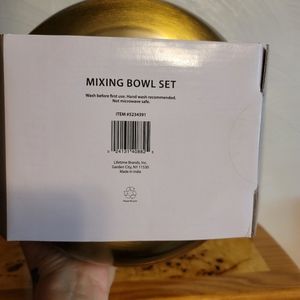 MIXING BOWL SET
Wash before first use. Hand wash recommended.
Not microwave safe.
ITEM #5234391
Lifetime Brands, Inc.
Garden City, NY 11530
Made in India